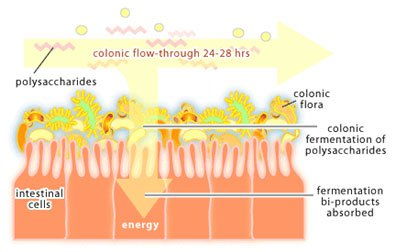 colonic flow-through 24-28 hrs
polysaccharides
colonic
flora
colonic
fermentation of
polysaccharides
intestinal
cells
fermentation
bi-products
absorbed
energy